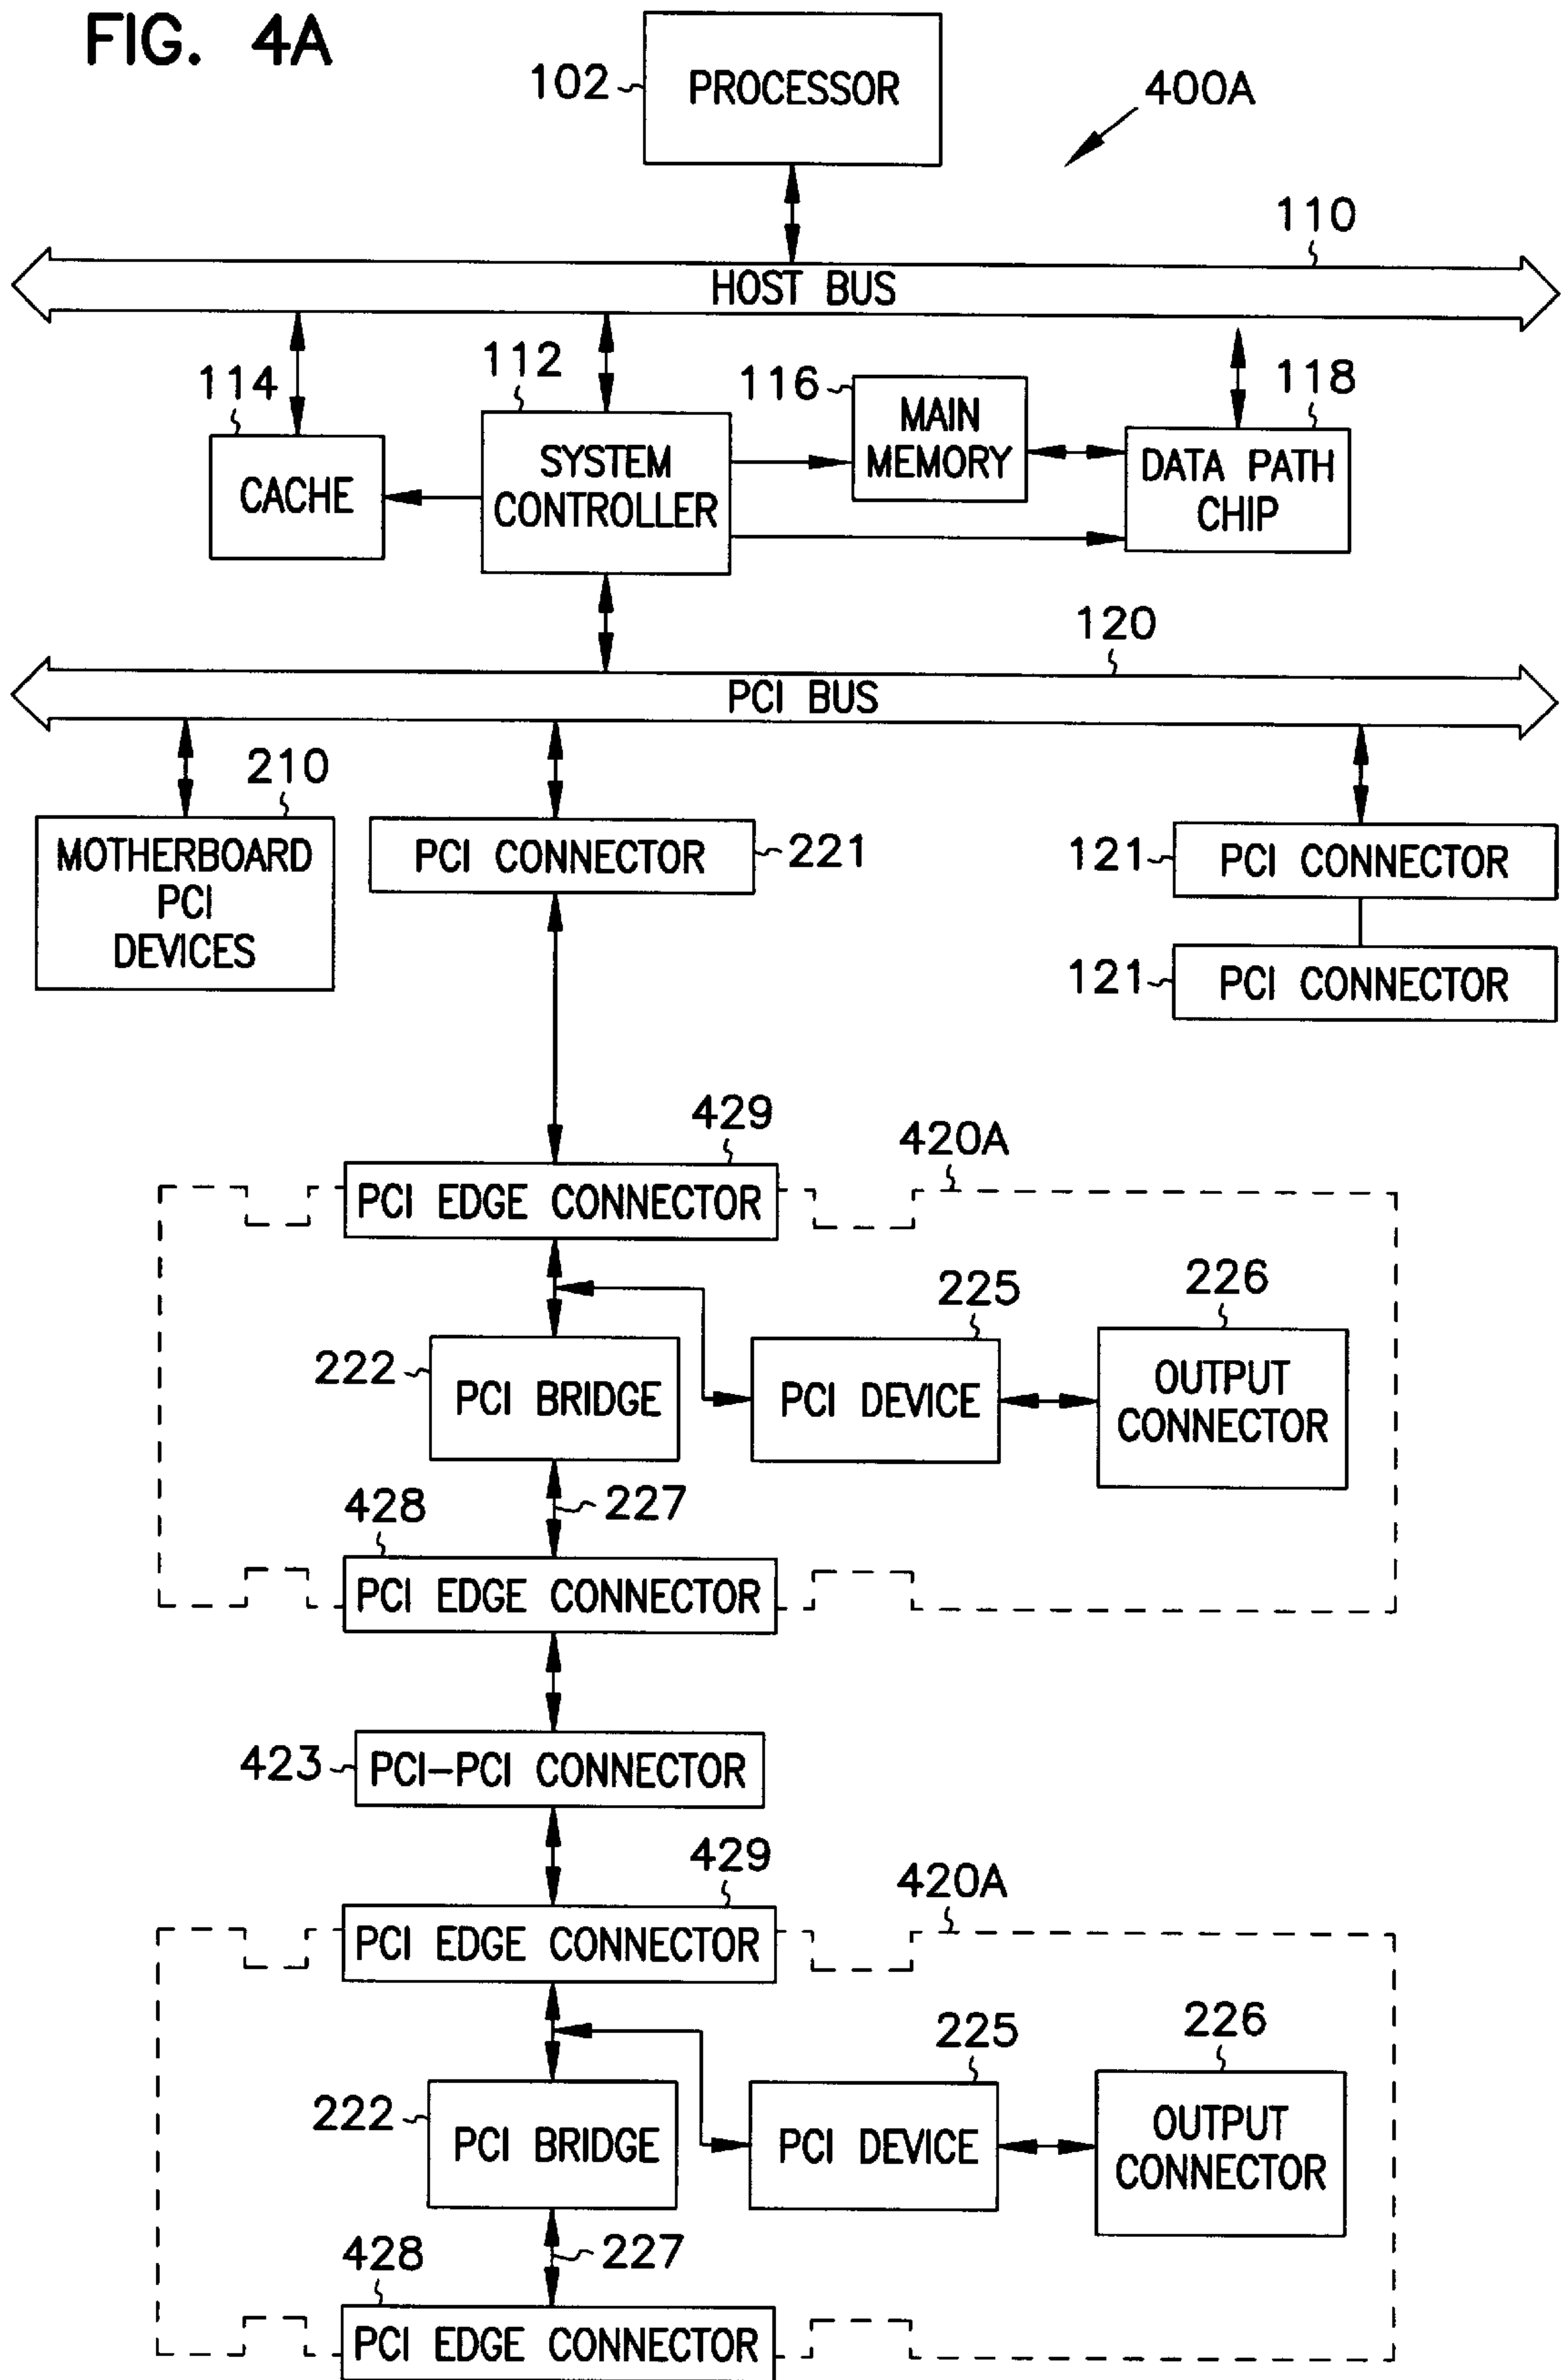 FIG. 4A
102
PROCESSOR
400A
110
HOST BUS
114
112
116
118
CACHE
SYSTEM
CONTROLLER
MAIN
MEMORY
DATA PATH
CHIP
120
PCI BUS
210
MOTHERBOARD
PCI
DEVICES
PCI CONNECTOR
221
121
PCI CONNECTOR
121
PCI CONNECTOR
429
420A
PCI EDGE CONNECTOR
222
PCI BRIDGE
225
PCI DEVICE
226
OUTPUT
CONNECTOR
428
227
PCI EDGE CONNECTOR
423
PCI-PCI CONNECTOR
429
420A
PCI EDGE CONNECTOR
222
PCI BRIDGE
225
PCI DEVICE
226
OUTPUT
CONNECTOR
428
227
PCI EDGE CONNECTOR